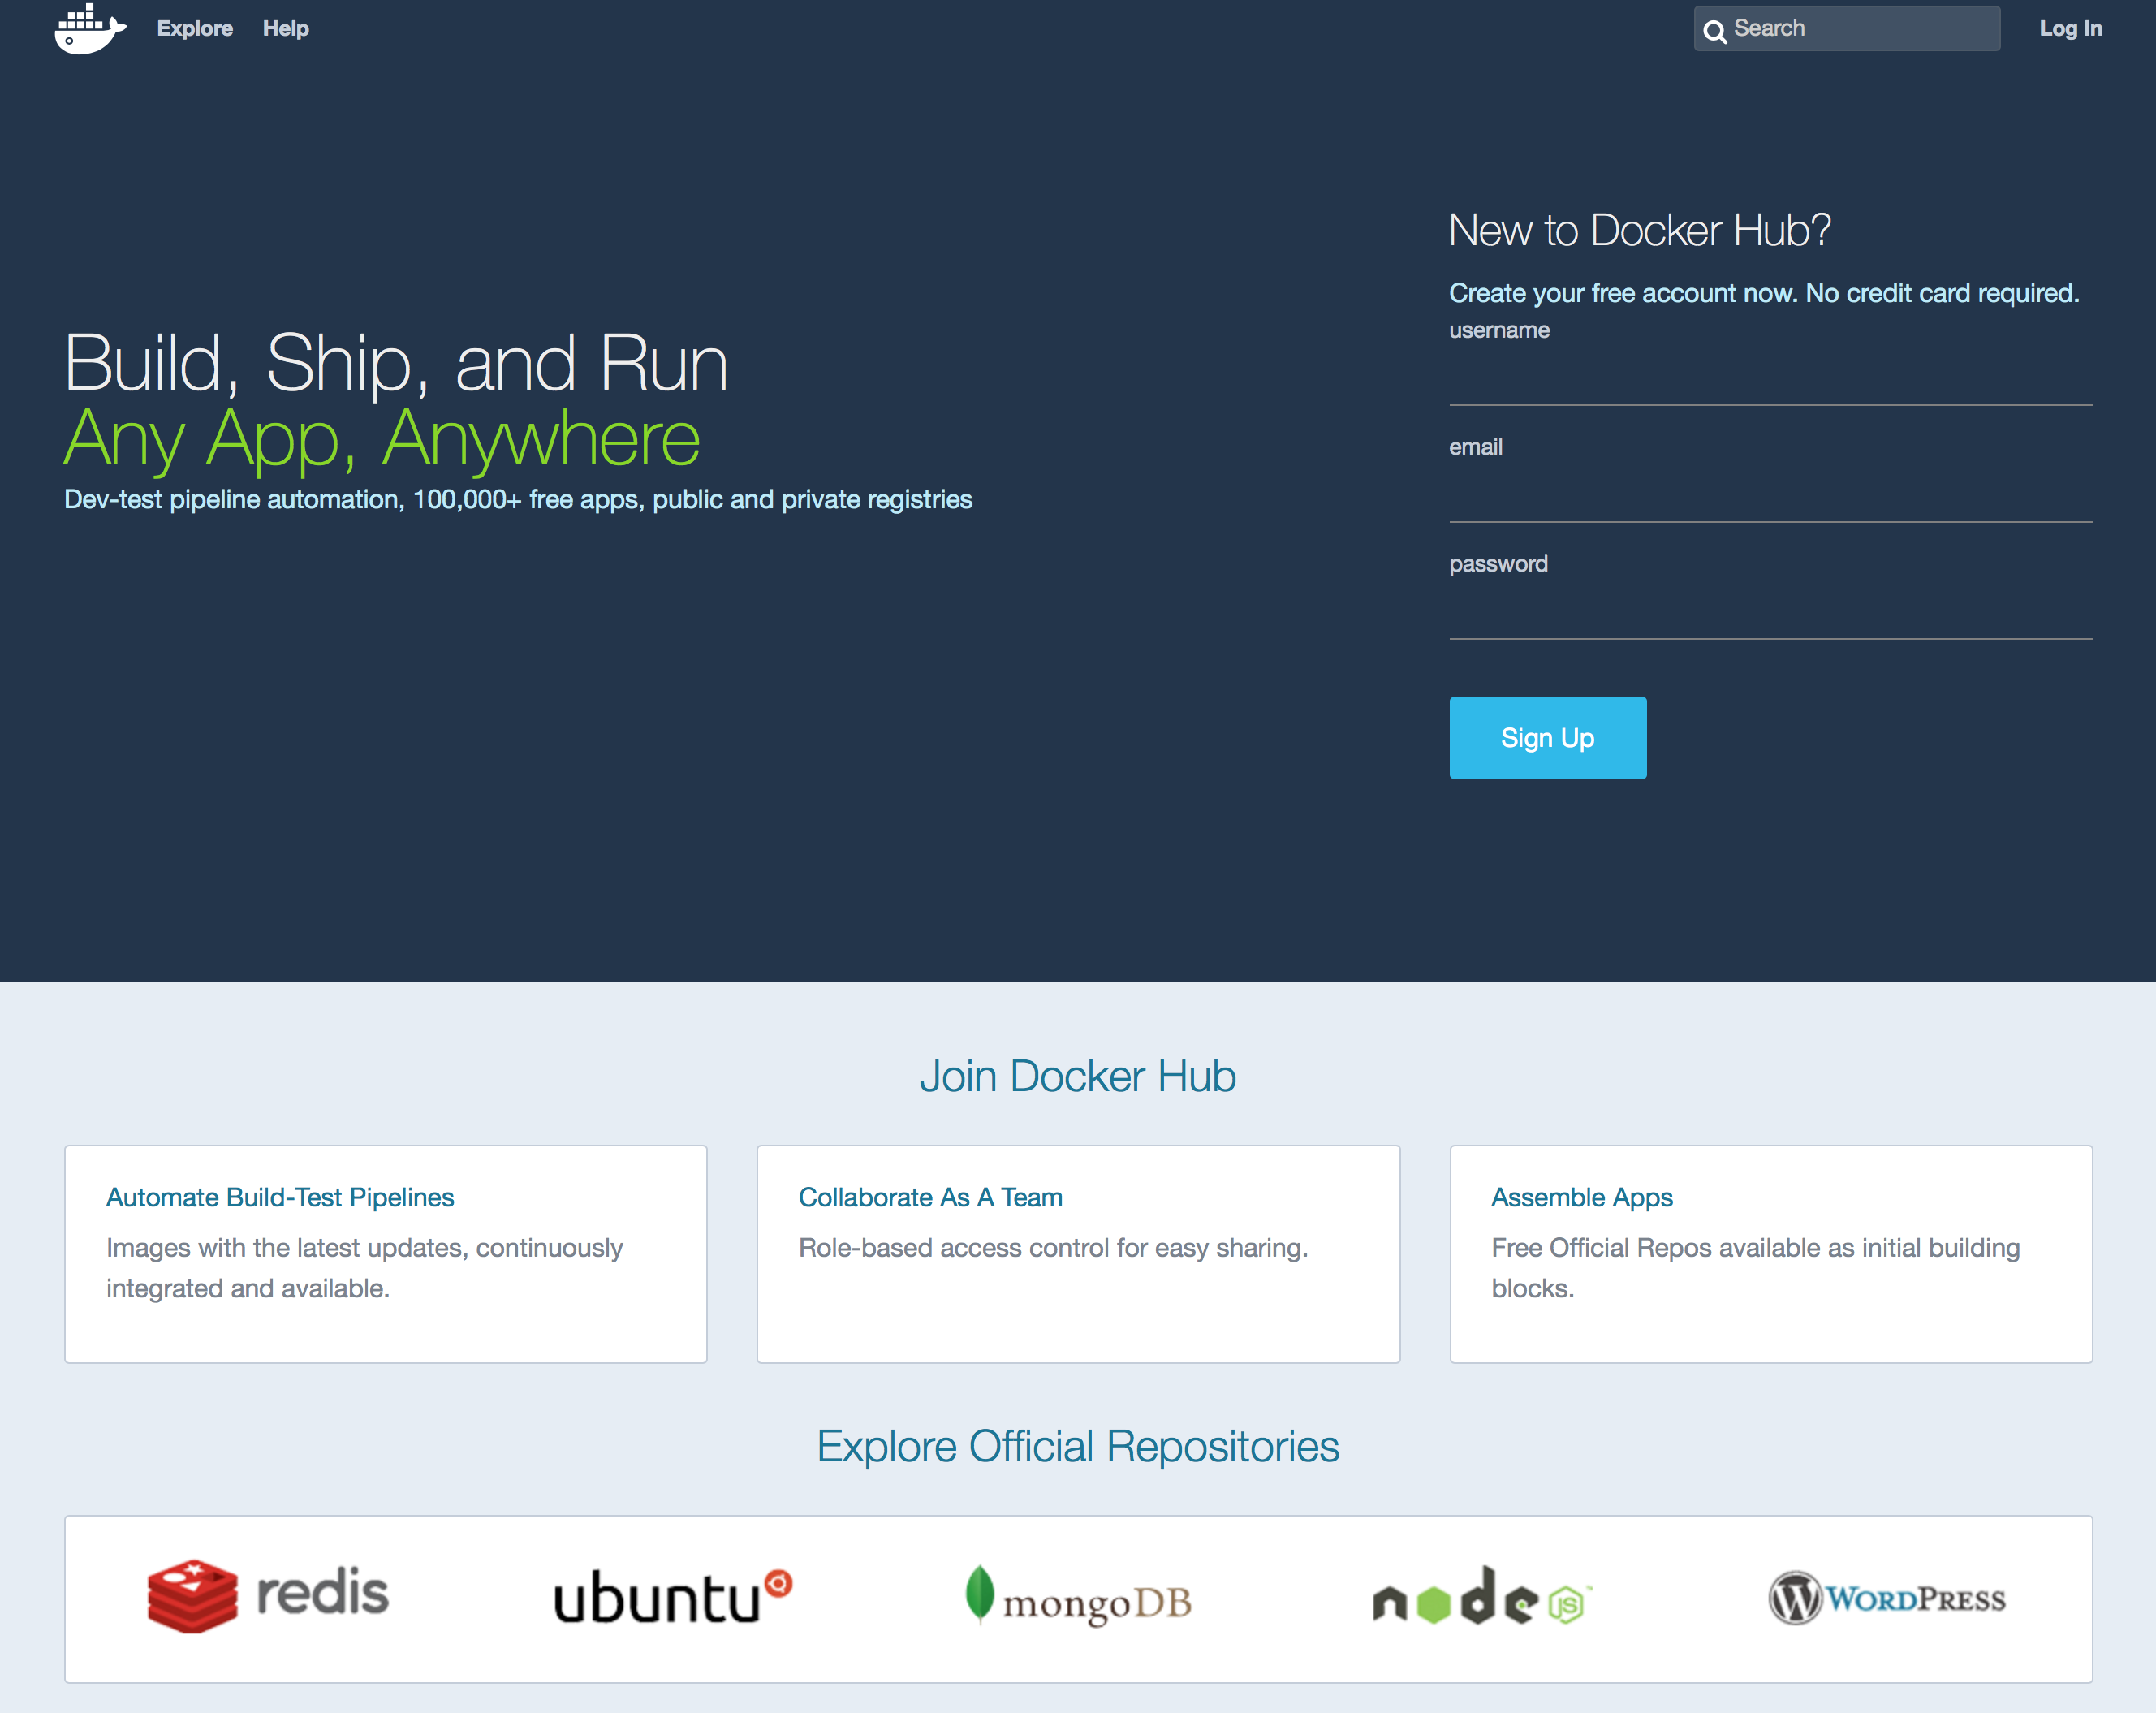 Explore Help Search Log In
New to Docker Hub?
Create your free account now. No credit card required.
username
Build, Ship, and Run
Any App, Anywhere
Dev-test pipeline automation, 100,000+ free apps, public and private registries
email
password
Sign Up
Join Docker Hub
Automate Build-Test Pipelines
Images with the latest updates, continuously
integrated and available.
Collaborate As A Team
Role-based access control for easy sharing.
Assemble Apps
Free Official Repos available as initial building
blocks.
Explore Official Repositories
redis
ubuntu
mongoDB
node JS™
WORDPRESS